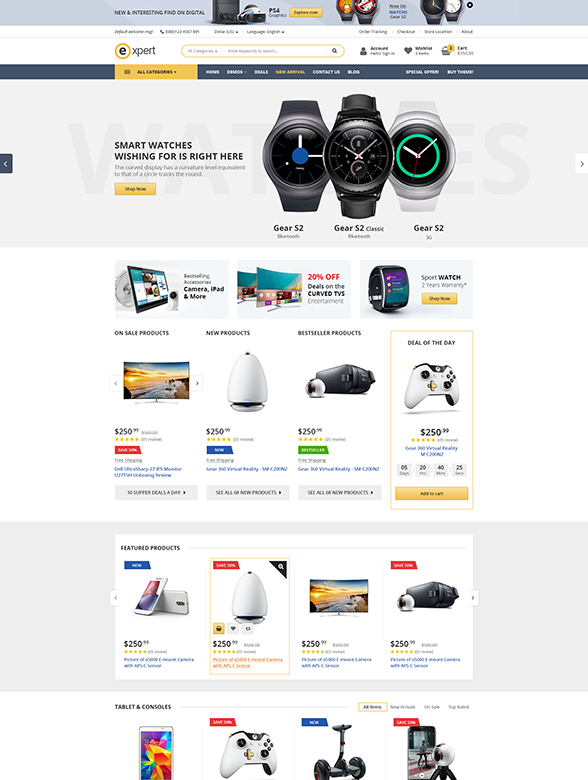 NEW & INTERESTING FIND ON DIGITAL
PS4
Graphics
Explore now
Now On
WATCHS
Gear S2
Default welcome msg!
(080)123 4567 891
Dollar (US)
Language: English
Order Tracking
Checkout
Store Location
About
expert
All Categories
Enter keywords to search...
Account
Hello! Sign in
Wishlist
3 items
Cart
$150.00
ALL CATEGORIES
HOME
DEMOS
DEALS
NEW ARRIVAL
CONTACT US
BLOG
SPECIAL OFFER!
BUY THEME!
WATCHES
SMART WATCHES
WISHING FOR IS RIGHT HERE
The curved display has a curvature level equivalent
to that of a circle tracks the round.
Shop Now
Gear S2
Bluetooth
Gear S2 Classic
Bluetooth
Gear S2
3G
Bestselling
Accessories
Camera, iPad
& More
20% OFF
Deals on the
CURVED TVS
Entertaiment
Sport WATCH
2 Years Warranty*
Shop Now
ON SALE PRODUCTS
NEW PRODUCTS
BESTSELLER PRODUCTS
DEAL OF THE DAY
$250.99
$500.00
(05 review)
SAVE 50%
Free Shipping
Dell UltraSharp 27 IPS Monitor
U2715H Unboxing Review
10 SUPPER DEALS A DAY
$250.99
(05 review)
NEW
Free Shipping
Gear 360 Virtual Reality - SM C200NZ
SEE ALL 68 NEW PRODUCTS
$250.99
(05 review)
BESTSELLER
Free Shipping
Gear 360 Virtual Reality - SM C200NZ
SEE ALL 68 NEW PRODUCTS
$250.99
(05 review)
Gear 360 Virtual Reality
M C200NZ
05
20
40
25
Days
Hrs
Mins
Secs
Add to cart
FEATURED PRODUCTS
NEW
SAVE 50%
SAVE 50%
$250.99
(05 review)
Picture of a5000 E-mount Camera
with APS-C Sensor
$250.99
$500.00
(05 review)
Picture of a5000 E-mount Camera
with APS-C Sensor
$250.99
$500.00
(05 review)
Picture of a5000 E-mount Camera
with APS-C Sensor
$250.99
$500.00
(05 review)
Picture of a5000 E-mount Camera
with APS-C Sensor
TABLET & CONSOLES
All items
New Arrivals
On Sale
Top Rated
SAVE 50%
NEW
SAVE 50%